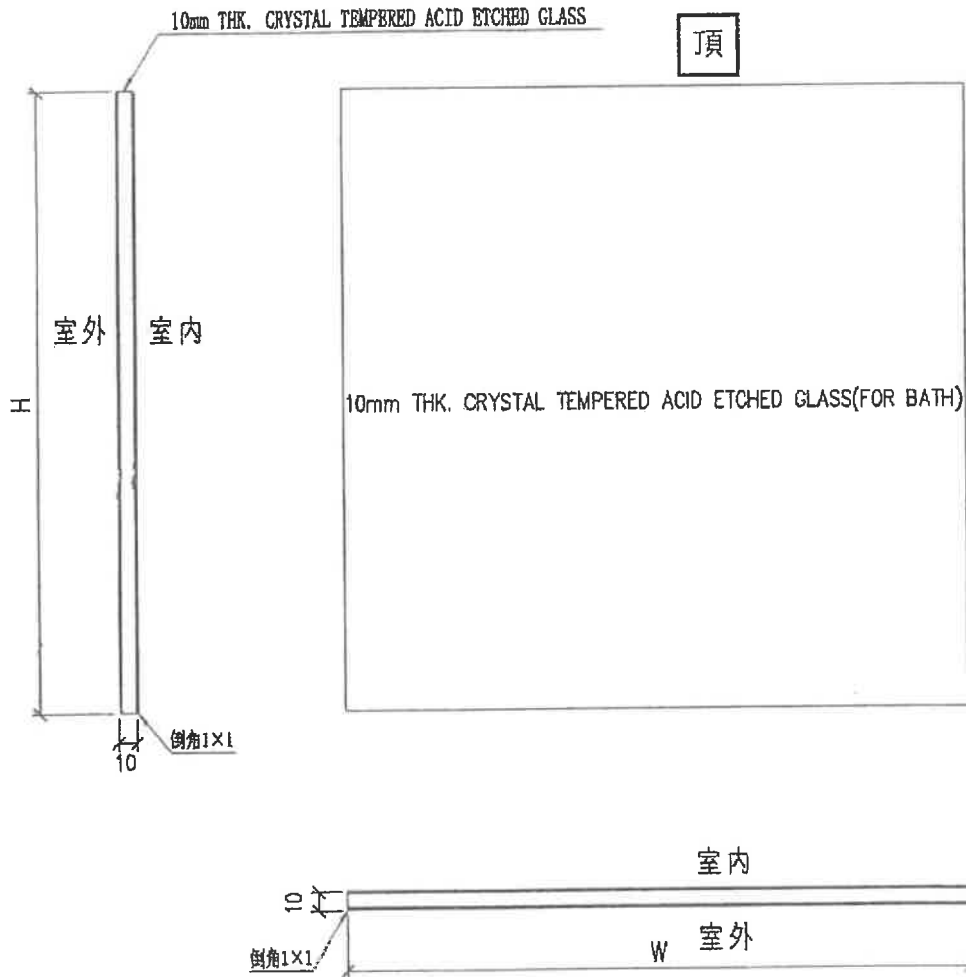 10mm THK. CRYSTAL TEMPERED ACID ETCHED GLASS
頂
室外
室内
H
10mm THK. CRYSTAL TEMPERED ACID ETCHED GLASS(FOR BATH)
倒角1×1
10
室内
10
室外
倒角1×1
W